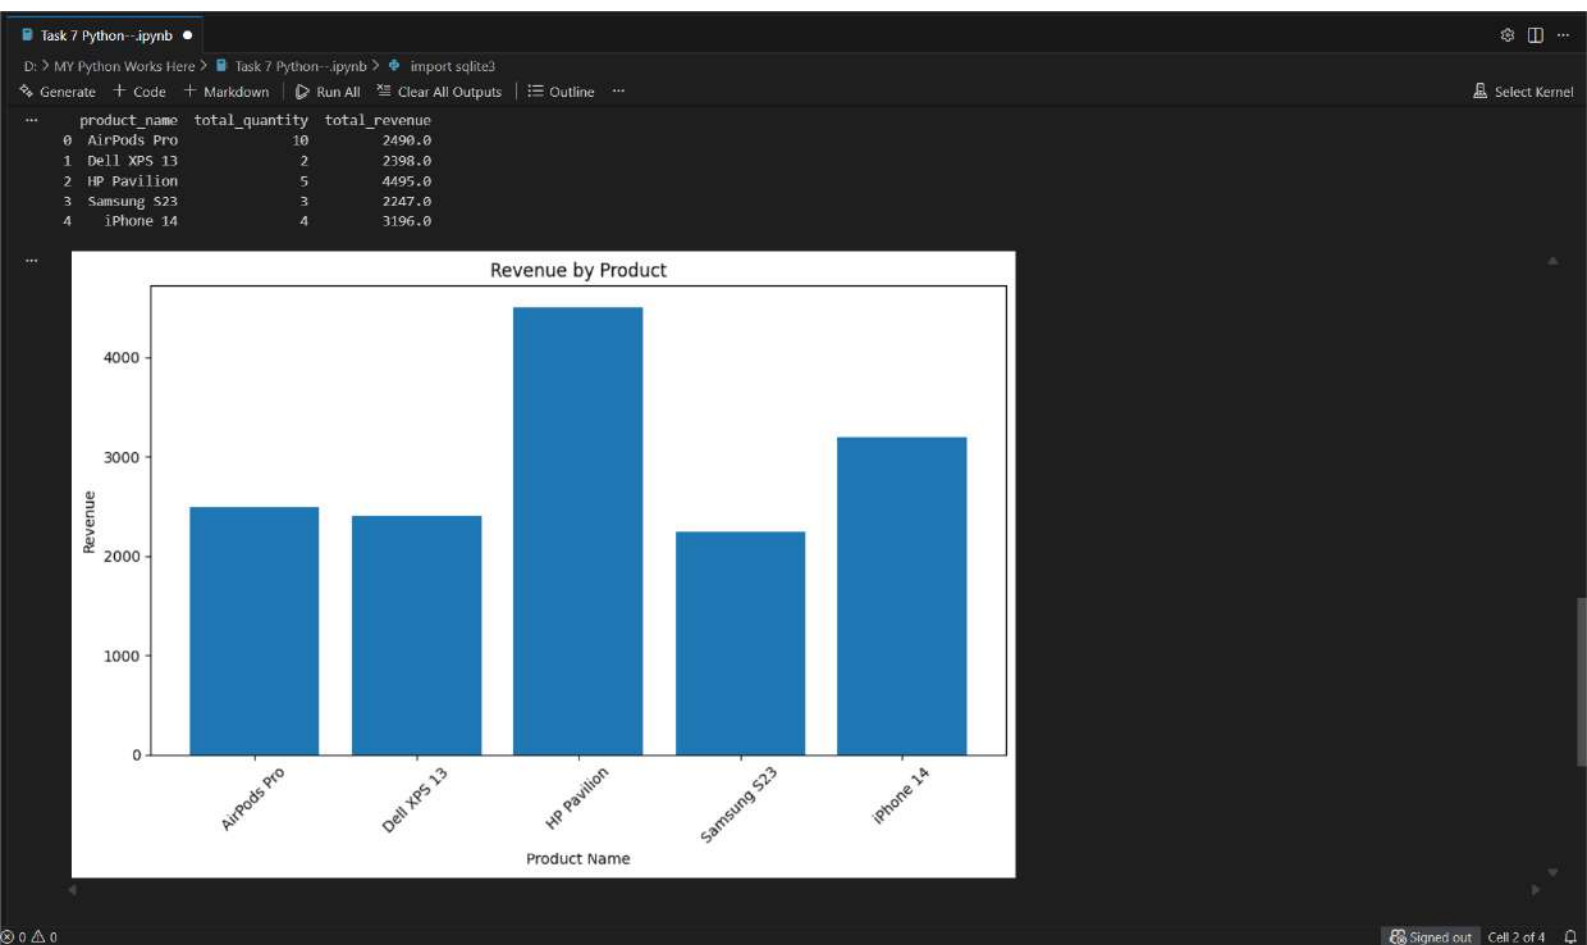 Task 7 Python--.ipynb
D: > MY Python Works Here > Task 7 Python--.ipynb > import sqlite3
Generate + Code + Markdown Run All Clear All Outputs Outline ...
Select Kernel
... product_name total_quantity total_revenue
0 AirPods Pro 10 2490.0
1 Dell XPS 13 2 2398.0
2 HP Pavilion 5 4495.0
3 Samsung S23 3 2247.0
4 iPhone 14 4 3196.0
...
Revenue by Product
4000
3000
2000
1000
0
Revenue
AirPods Pro
Dell XPS 13
HP Pavilion
Samsung S23
iPhone 14
Product Name
0 0
Signed out Cell 2 of 4